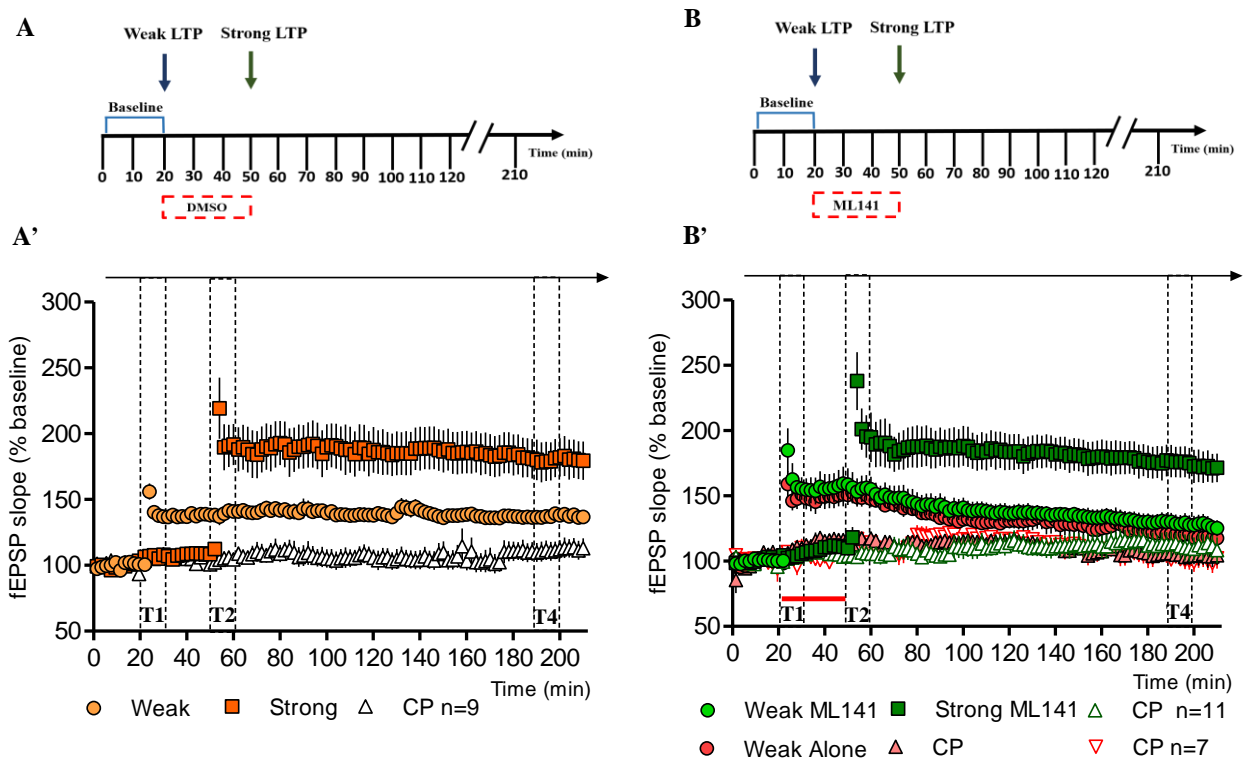 A
Weak LTP Strong LTP
Baseline
Time (min)
0 10 20 30 40 50 60 70 80 90 100 110 120 210
DMSO
B
Weak LTP Strong LTP
Baseline
Time (min)
0 10 20 30 40 50 60 70 80 90 100 110 120 210
ML141
A'
fEPSP slope (% baseline)
300
250
200
150
100
50
T1 T2 T4
0 20 40 60 80 100 120 140 160 180 200
Time (min)
Weak Strong CP n=9
B'
fEPSP slope (% baseline)
300
250
200
150
100
50
T1 T2 T4
0 20 40 60 80 100 120 140 160 180 200
Time (min)
Weak ML141 Strong ML141 CP n=11
Weak Alone CP CP n=7